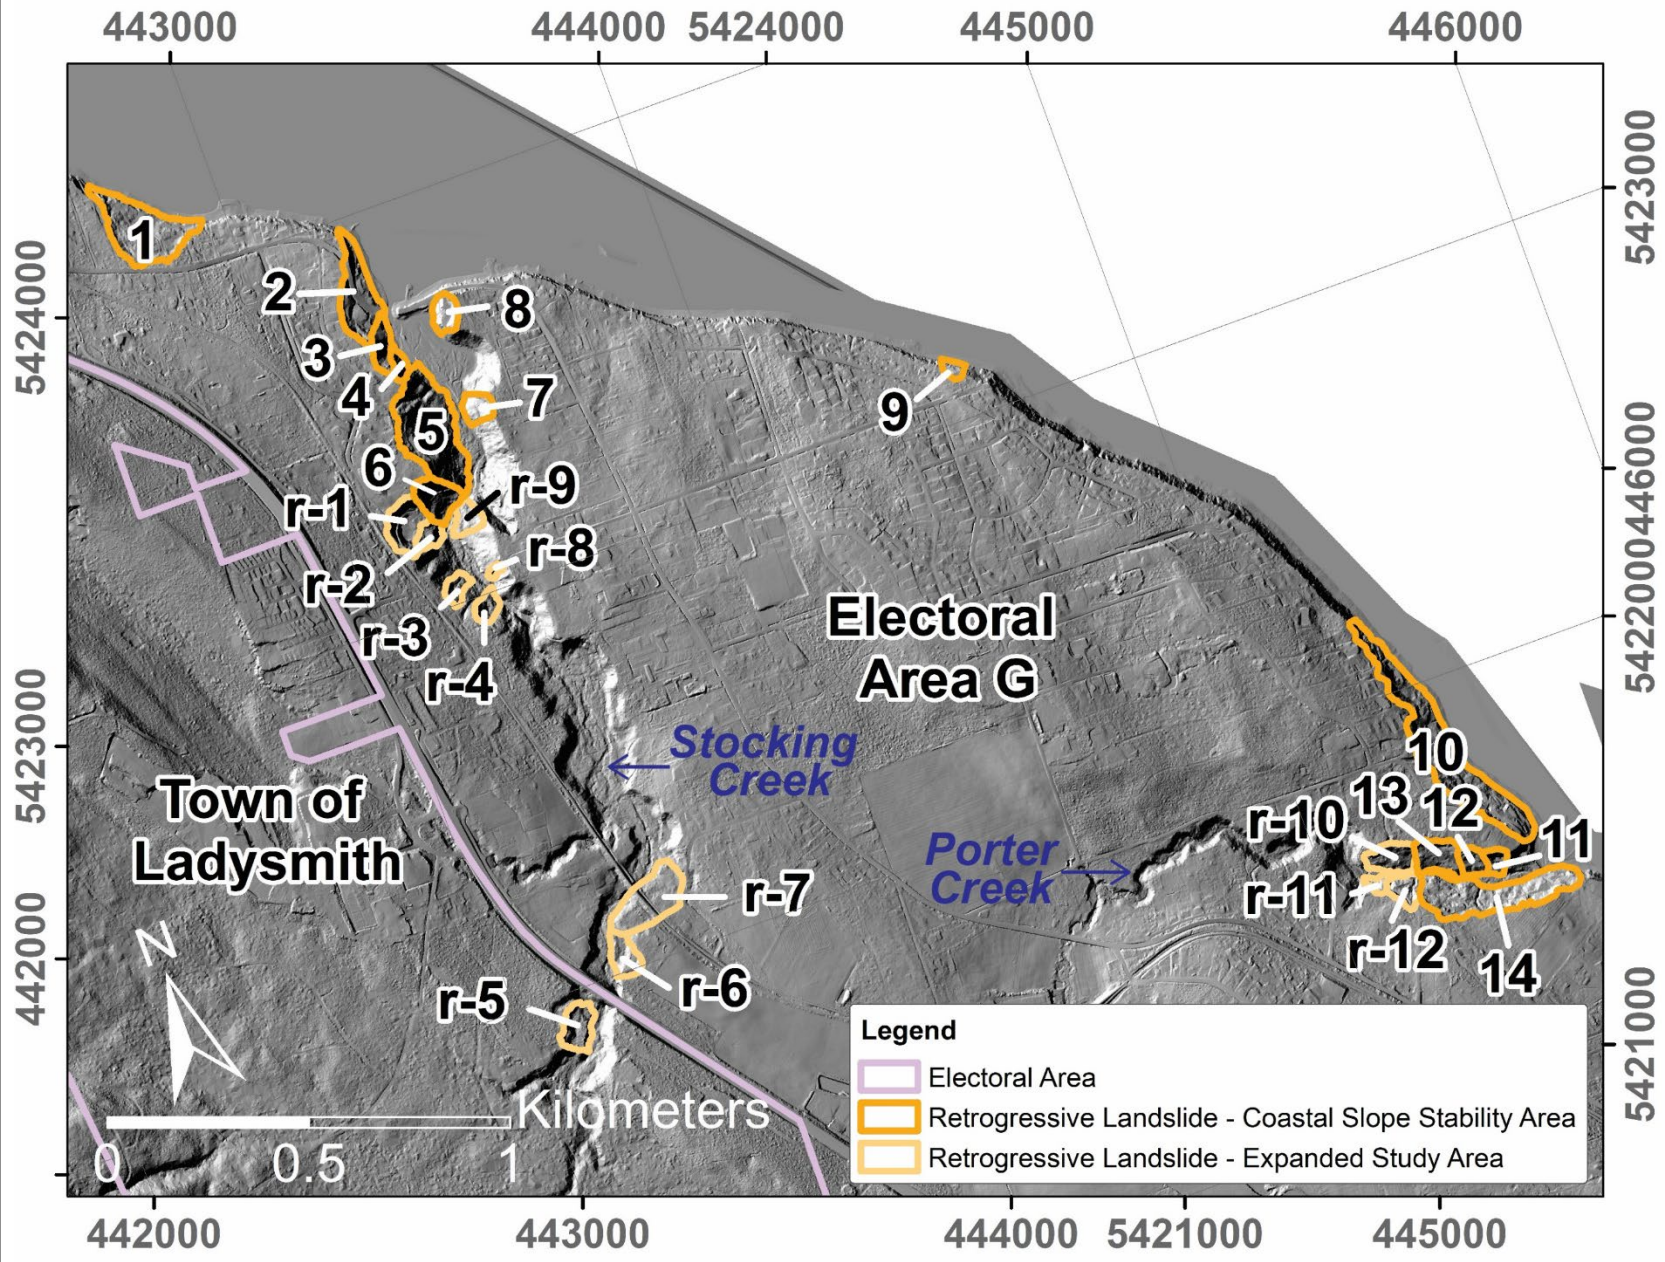 443000 444000 5424000 445000 446000
5423000
1
5424000
2
8
3
4
9
7
5
446000
6
r-9
r-1
r-8
r-2
Electoral
Area G
5422000
r-3
r-4
5423000
Stocking
Creek
10
Town of
Ladysmith
13 12
r-10
11
Porter
Creek
r-7
r-11
r-12
442000
N
14
r-6
r-5
5421000
Legend
Electoral Area
Retrogressive Landslide - Coastal Slope Stability Area
Retrogressive Landslide - Expanded Study Area
Kilometers
0 0.5 1
442000 443000 444000 5421000 445000